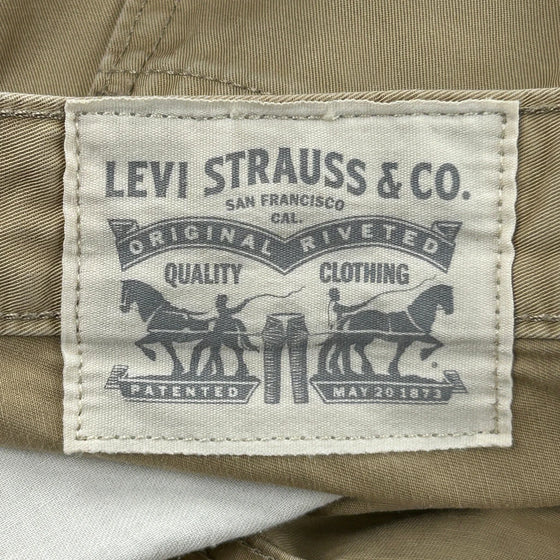 LEVI STRAUSS & CO.
SAN FRANCISCO
CAL.
ORIGINAL RIVETED
QUALITY CLOTHING
PATENTED MAY 20 1873